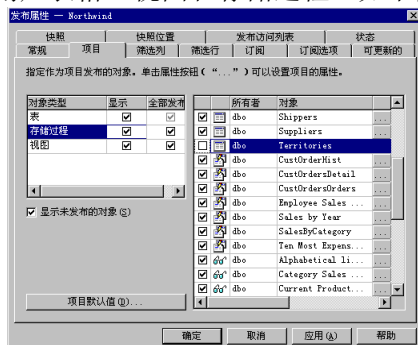 发布属性 — Northwind
快照 快照位置 发布访问列表 状态
常规 项目 筛选列 筛选行 订阅 订阅选项 可更新的
指定作为项目发布的对象。单击属性按钮(“...”)可以设置项目的属性。
对象类型 显示 全部发布
表
存储过程
视图
显示未发布的对象(S)
项目默认值(D)...
所有者 对象
dbo Shippers ...
dbo Suppliers ...
dbo Territories ...
dbo CustOrderHist ...
dbo CustOrdersDetail ...
dbo CustOrdersOrders ...
dbo Employee Sales ... ...
dbo Sales by Year ...
dbo SalesByCategory ...
dbo Ten Most Expens... ...
dbo Alphabetical li... ...
dbo Category Sales ... ...
dbo Current Product... ...
确定 取消 应用(A) 帮助